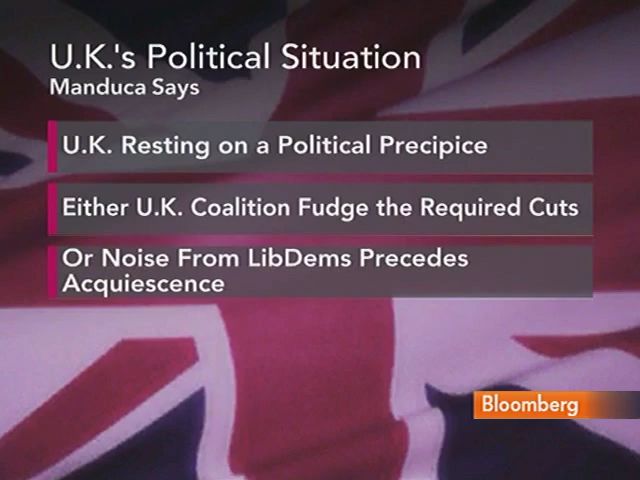 U.K.'s Political Situation
Manduca Says
U.K. Resting on a Political Precipice
Either U.K. Coalition Fudge the Required Cuts
Or Noise From LibDems Precedes
Acquiescence
Bloomberg